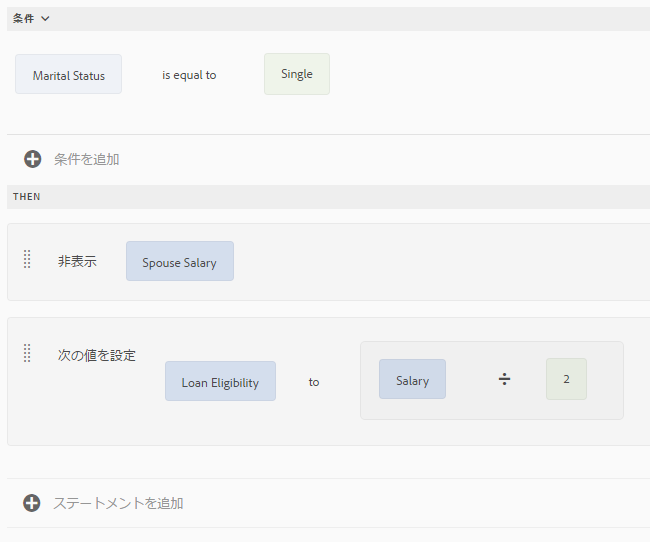 条件
Marital Status is equal to Single
条件を追加
THEN
非表示 Spouse Salary
次の値を設定 Loan Eligibility to Salary ÷ 2
ステートメントを追加